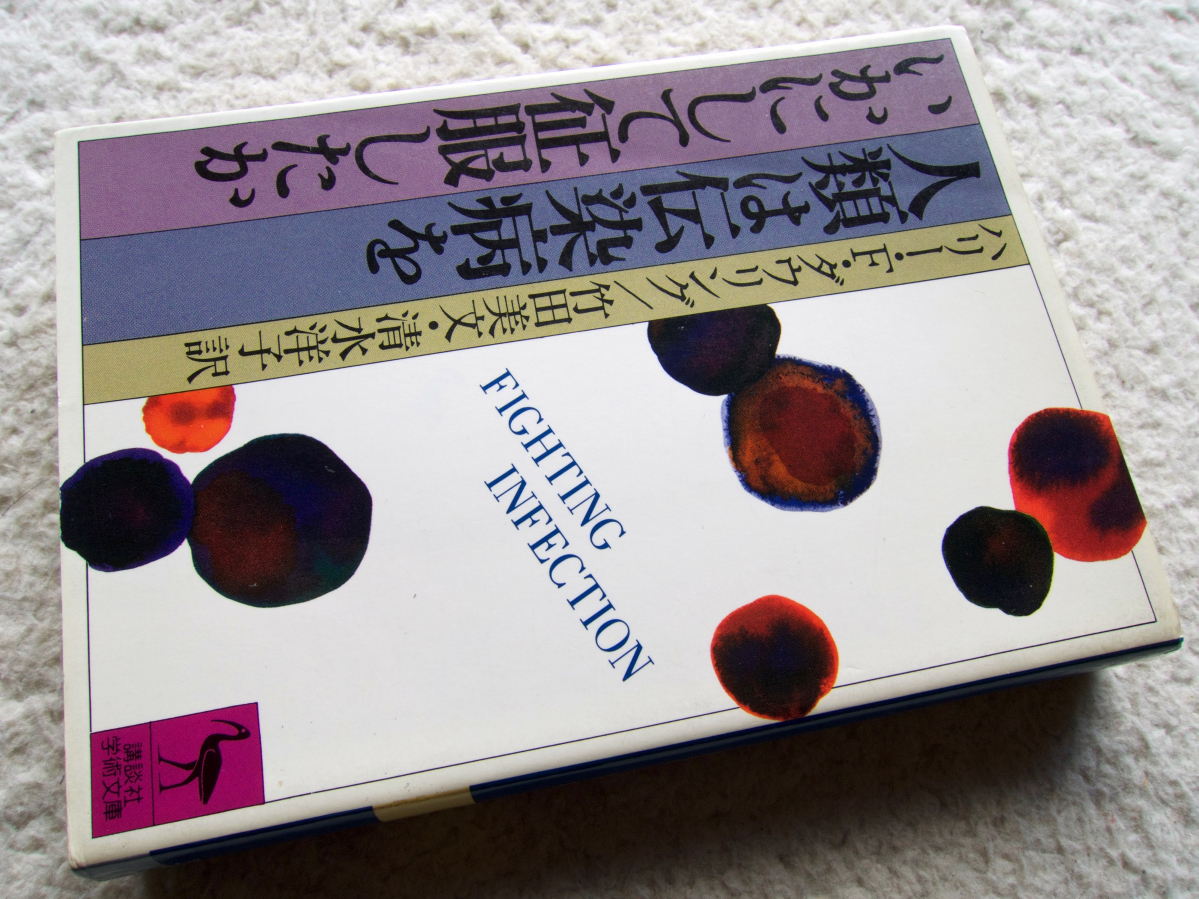 ハリー・F・ダウリング/竹田美文・清水洋子訳
人類は伝染病を
いかにして征服したか
FIGHTING
INFECTION
講談社
学術文庫